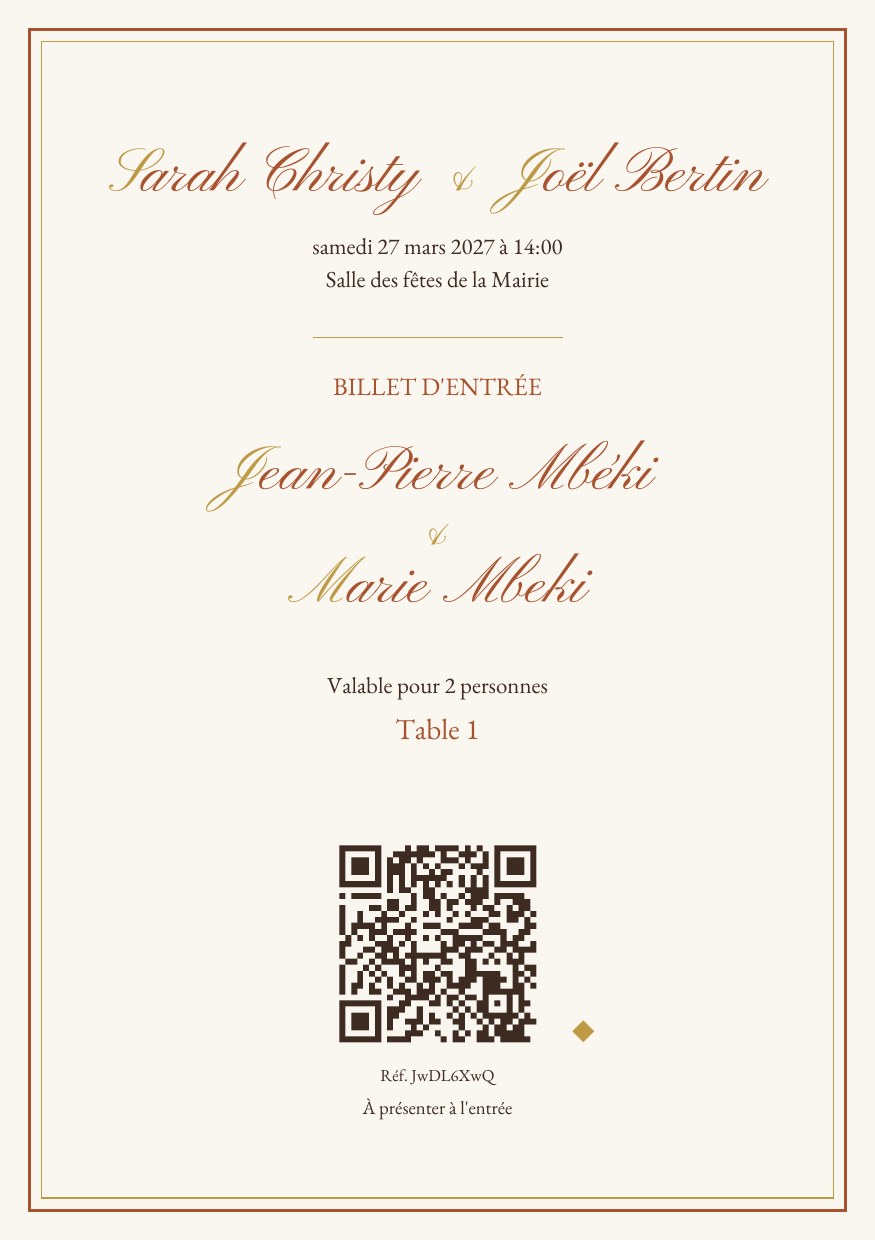 Sarah Christy & Joël Bertin
samedi 27 mars 2027 à 14:00
Salle des fêtes de la Mairie
BILLET D'ENTRÉE
Jean-Pierre Mbéki
&
Marie Mbeki
Valable pour 2 personnes
Table 1
Réf. JwDL6XwQ
À présenter à l'entrée